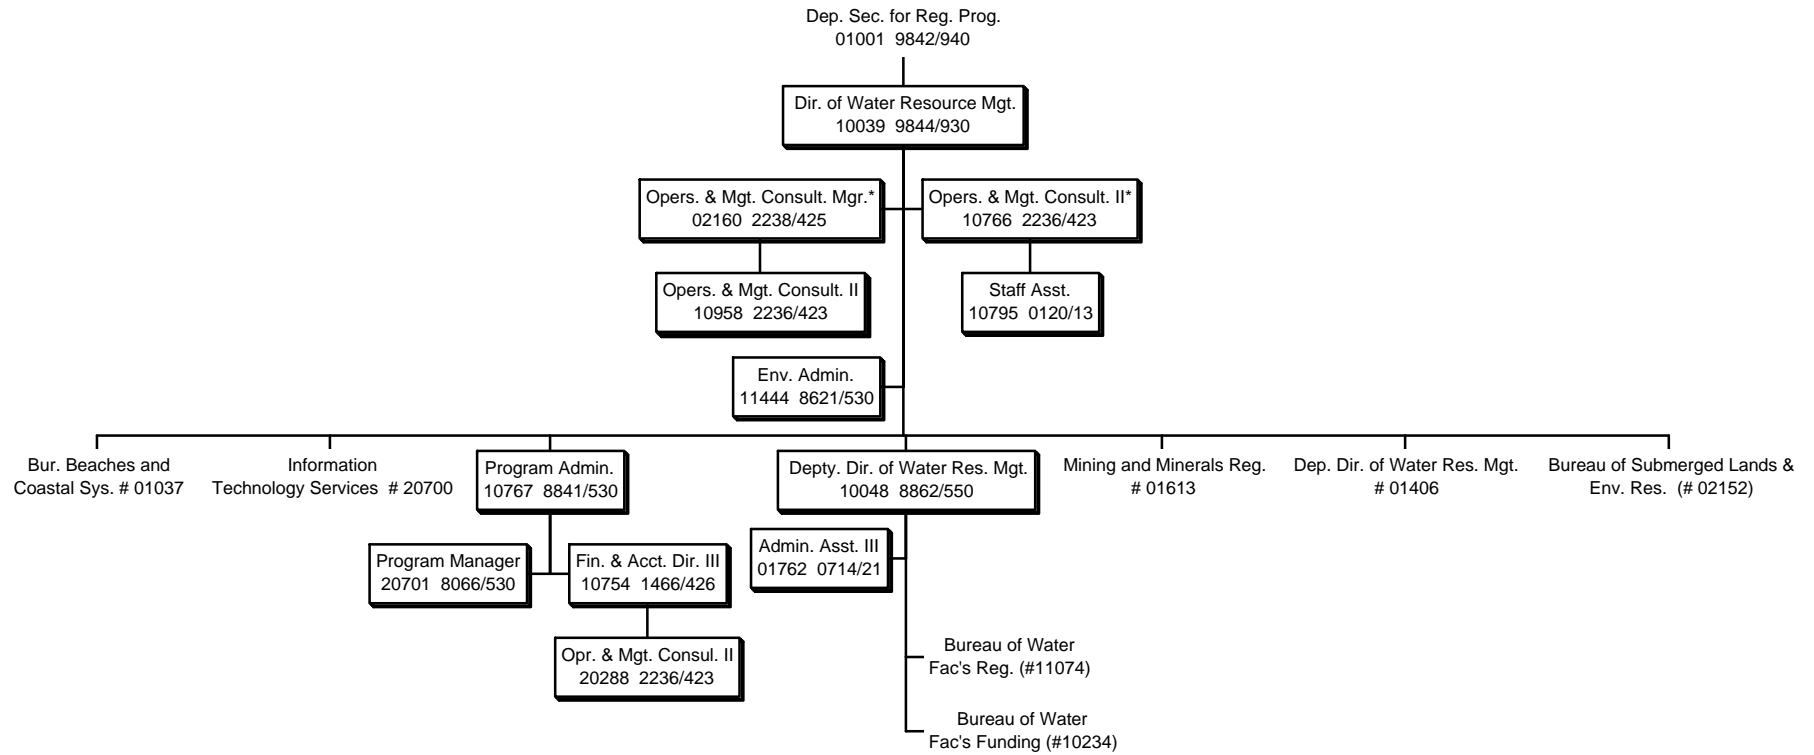 Dep. Sec. for Reg. Prog.
01001 9842/940
Dir. of Water Resource Mgt.
10039 9844/930
Opers. & Mgt. Consult. Mgr.*
02160 2238/425
Opers. & Mgt. Consult. II*
10766 2236/423
Opers. & Mgt. Consult. II
10958 2236/423
Staff Asst.
10795 0120/13
Env. Admin.
11444 8621/530
Bur. Beaches and
Coastal Sys. # 01037
Information
Technology Services # 20700
Program Admin.
10767 8841/530
Depty. Dir. of Water Res. Mgt.
10048 8862/550
Mining and Minerals Reg.
# 01613
Dep. Dir. of Water Res. Mgt.
# 01406
Bureau of Submerged Lands &
Env. Res. (# 02152)
Program Manager
20701 8066/530
Fin. & Acct. Dir. III
10754 1466/426
Admin. Asst. III
01762 0714/21
Opr. & Mgt. Consul. II
20288 2236/423
Bureau of Water
Fac's Reg. (#11074)
Bureau of Water
Fac's Funding (#10234)